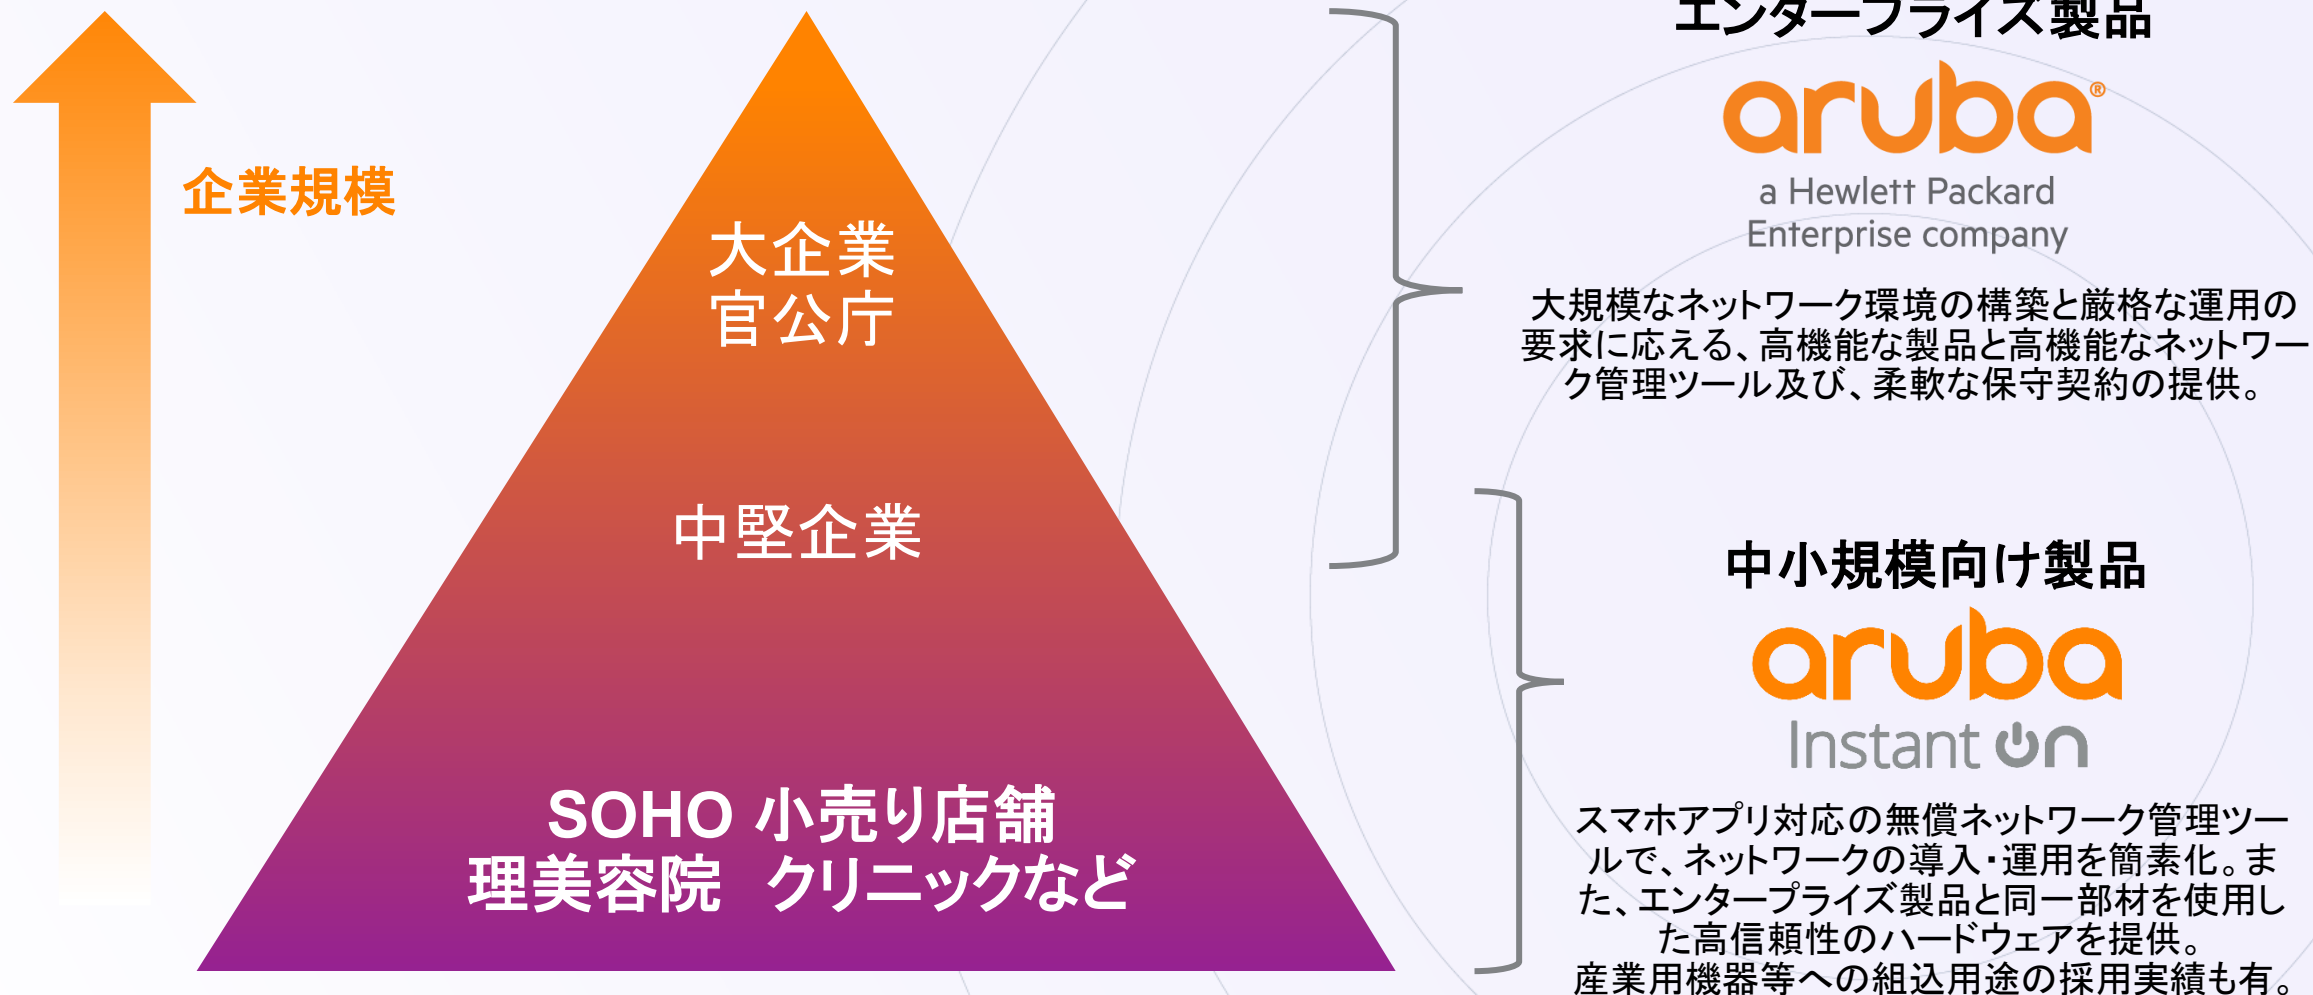 企業規模
大企業
官公庁
中堅企業
SOHO 小売り店舗
理美容院　クリニックなど
エンタープライズ製品
aruba®
a Hewlett Packard
Enterprise company
大規模なネットワーク環境の構築と厳格な運用の
要求に応える、高機能な製品と高機能なネットワー
ク管理ツール及び、柔軟な保守契約の提供。
中小規模向け製品
aruba
Instant On
スマホアプリ対応の無償ネットワーク管理ツー
ルで、ネットワークの導入・運用を簡素化。ま
た、エンタープライズ製品と同一部材を使用し
た高信頼性のハードウェアを提供。
産業用機器等への組込用途の採用実績も有。